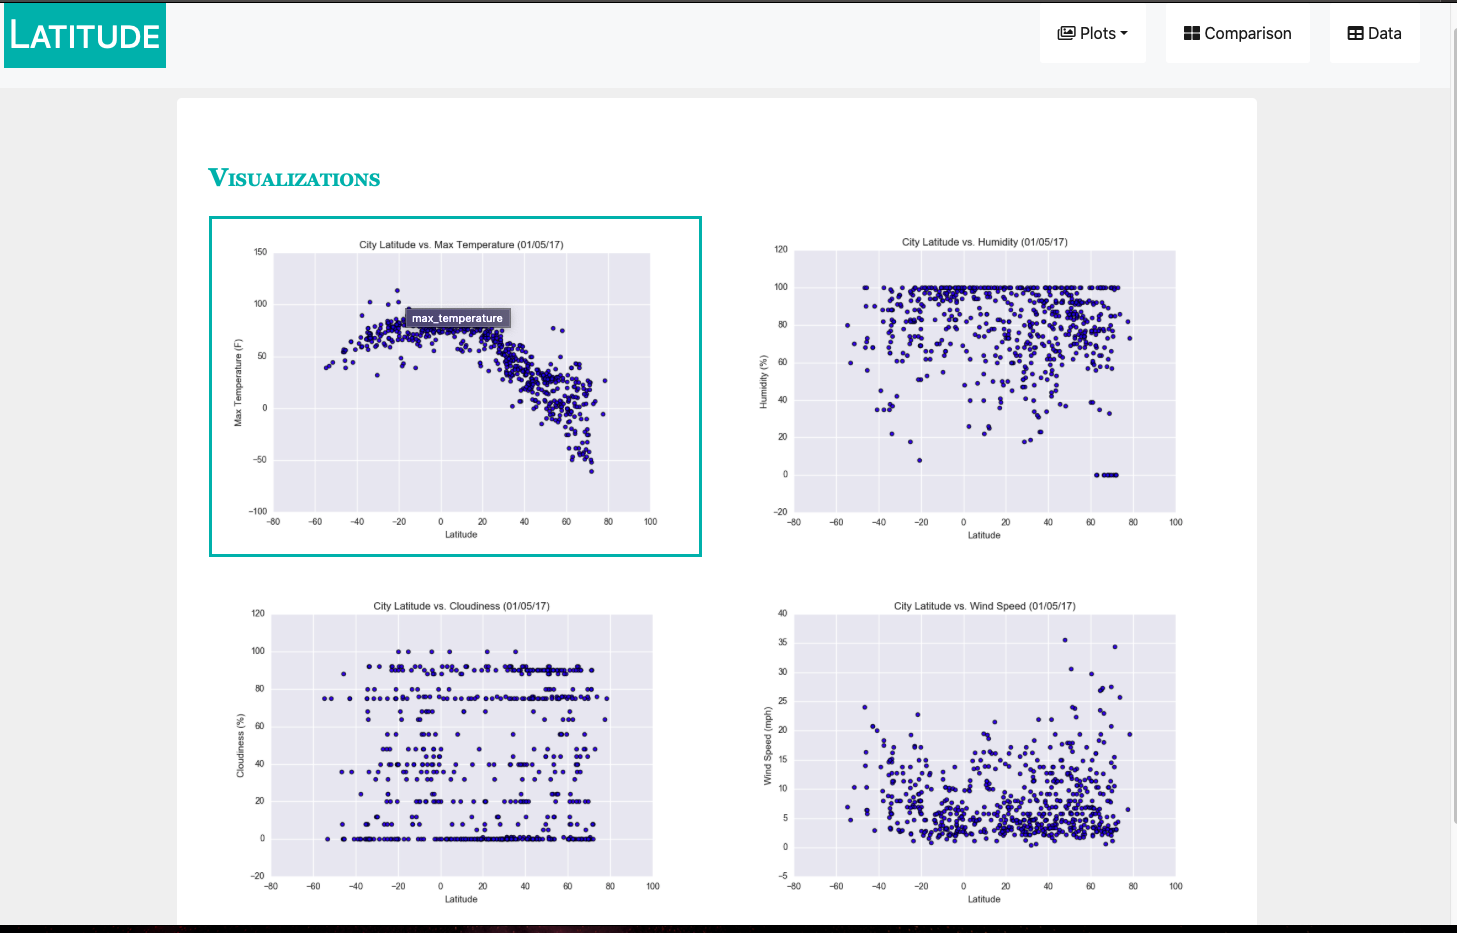 LATITUDE
Plots
Comparison
Data
VISUALIZATIONS
City Latitude vs. Max Temperature (01/05/17)
150
100
50
0
−50
−100
Max Temperature (F)
max_temperature
−80 −60 −40 −20 0 20 40 60 80 100
Latitude
City Latitude vs. Humidity (01/05/17)
120
100
80
60
40
20
0
−20
Humidity (%)
−80 −60 −40 −20 0 20 40 60 80 100
Latitude
City Latitude vs. Cloudiness (01/05/17)
120
100
80
60
40
20
0
−20
Cloudiness (%)
−80 −60 −40 −20 0 20 40 60 80 100
Latitude
City Latitude vs. Wind Speed (01/05/17)
40
35
30
25
20
15
10
5
0
−5
Wind Speed (mph)
−80 −60 −40 −20 0 20 40 60 80 100
Latitude